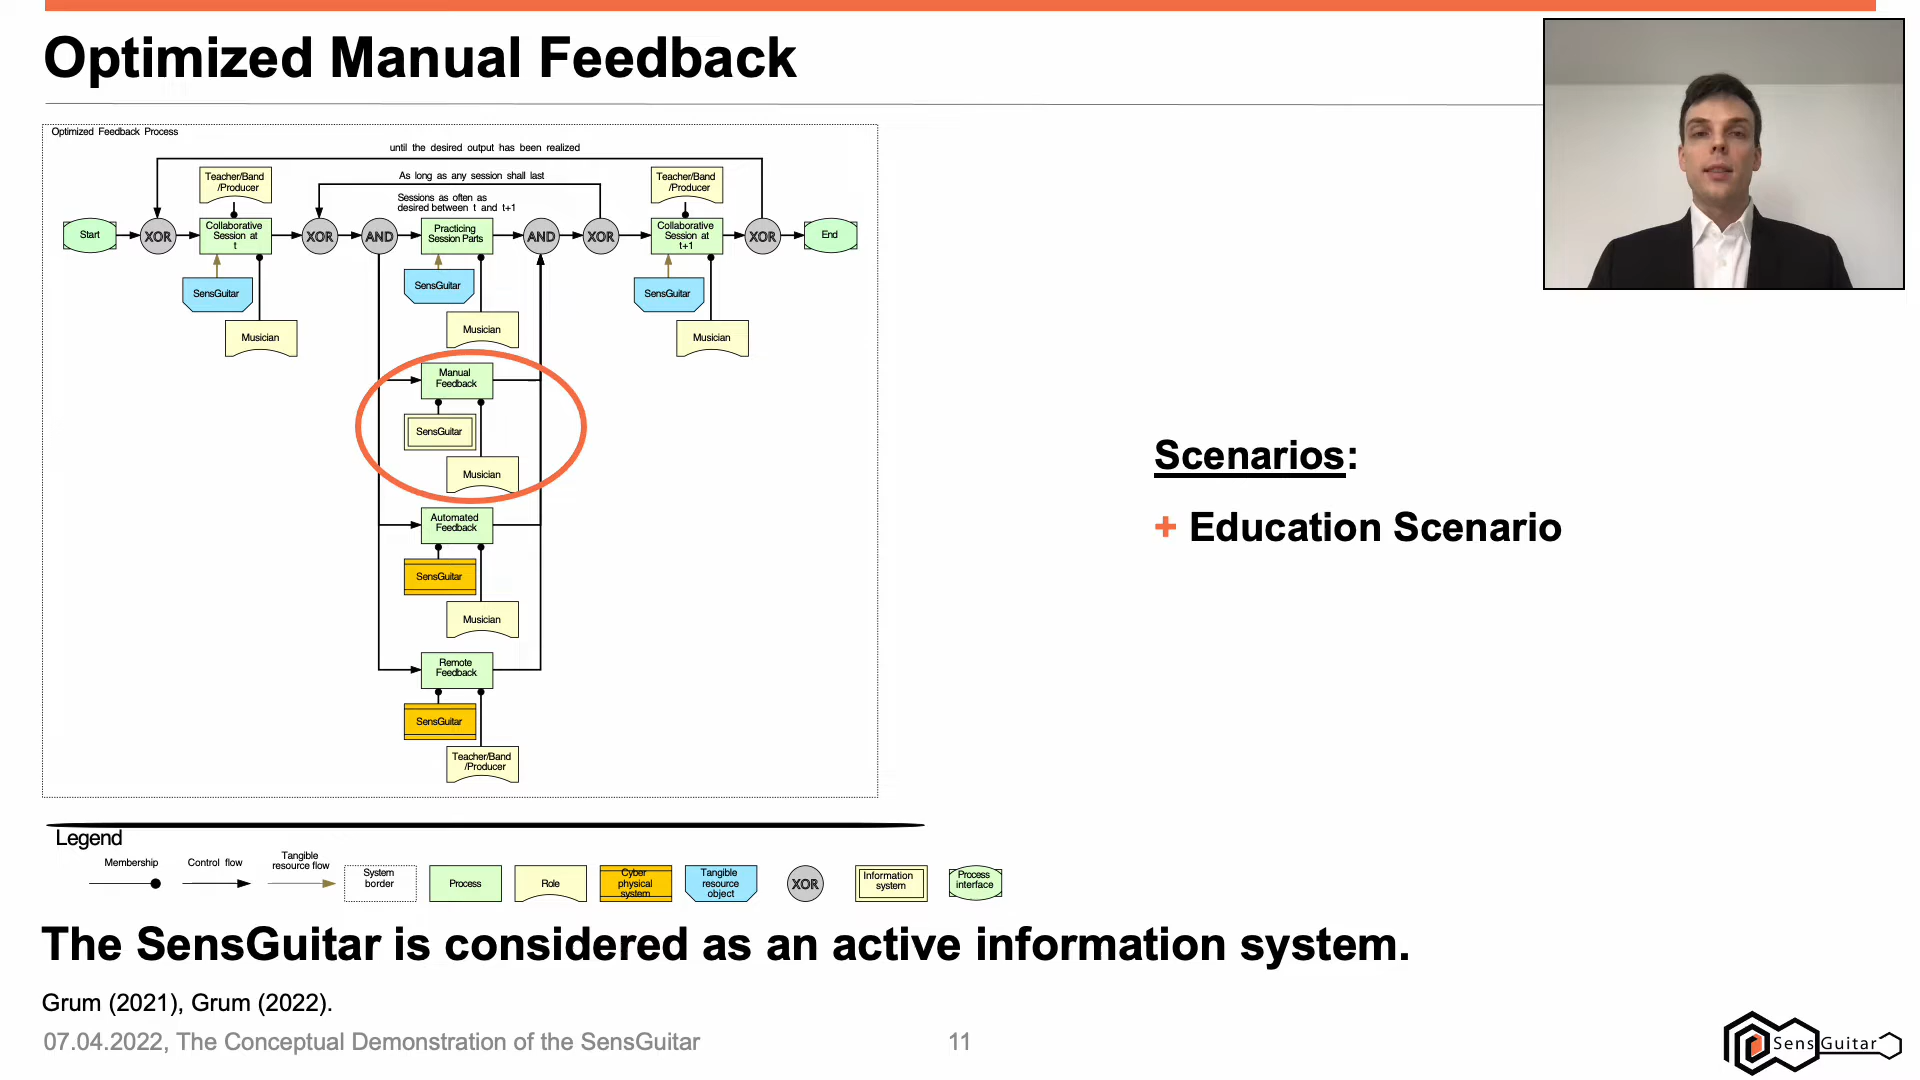 Optimized Manual Feedback
Optimized Feedback Process
until the desired output has been realized
As long as any session shall last
Sessions as often as
desired between t and t+1
Teacher/Band
/Producer
Teacher/Band
/Producer
Start
XOR
Collaborative
Session at
t
XOR
AND
Practicing
Session Parts
AND
XOR
Collaborative
Session at
t+1
XOR
End
SensGuitar
SensGuitar
SensGuitar
Musician
Musician
Musician
Manual
Feedback
SensGuitar
Musician
Automated
Feedback
SensGuitar
Musician
Remote
Feedback
SensGuitar
Teacher/Band
/Producer
Scenarios:
+ Education Scenario
Legend
Membership
Control flow
Tangible
resource flow
System
border
Process
Role
Cyber
physical
system
Tangible
resource
object
XOR
Information
system
Process
interface
The SensGuitar is considered as an active information system.
Grum (2021), Grum (2022).
07.04.2022, The Conceptual Demonstration of the SensGuitar
11
Sens Guitar